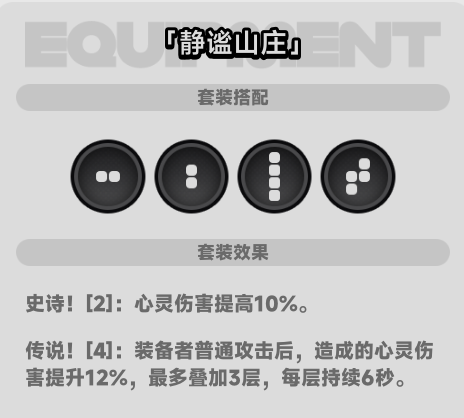 EQUIPMENT
「静谧山庄」
套装搭配
套装效果
史诗！[2]：心灵伤害提高10%。
传说！[4]：装备者普通攻击后，造成的心灵伤
害提升12%，最多叠加3层，每层持续6秒。